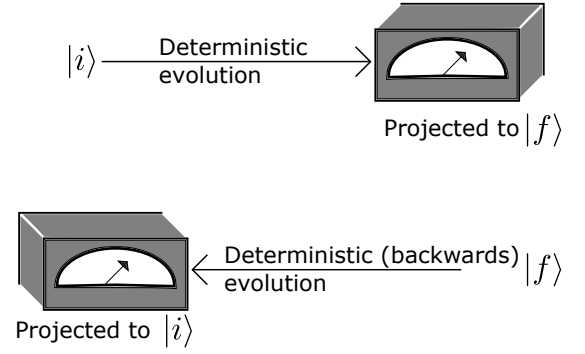 |i⟩ Deterministic
evolution
Projected to |f⟩
Deterministic (backwards) |f⟩
evolution
Projected to |i⟩